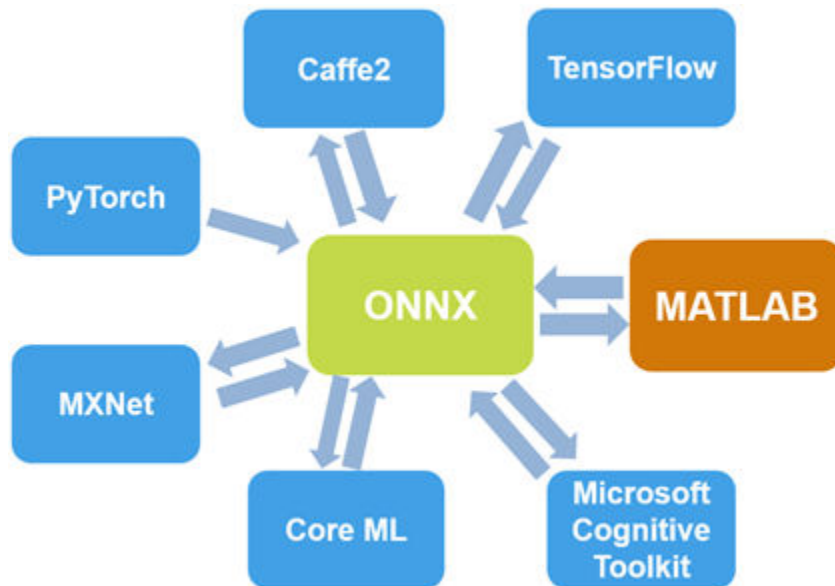 Caffe2
TensorFlow
PyTorch
ONNX
MATLAB
MXNet
Core ML
Microsoft
Cognitive
Toolkit